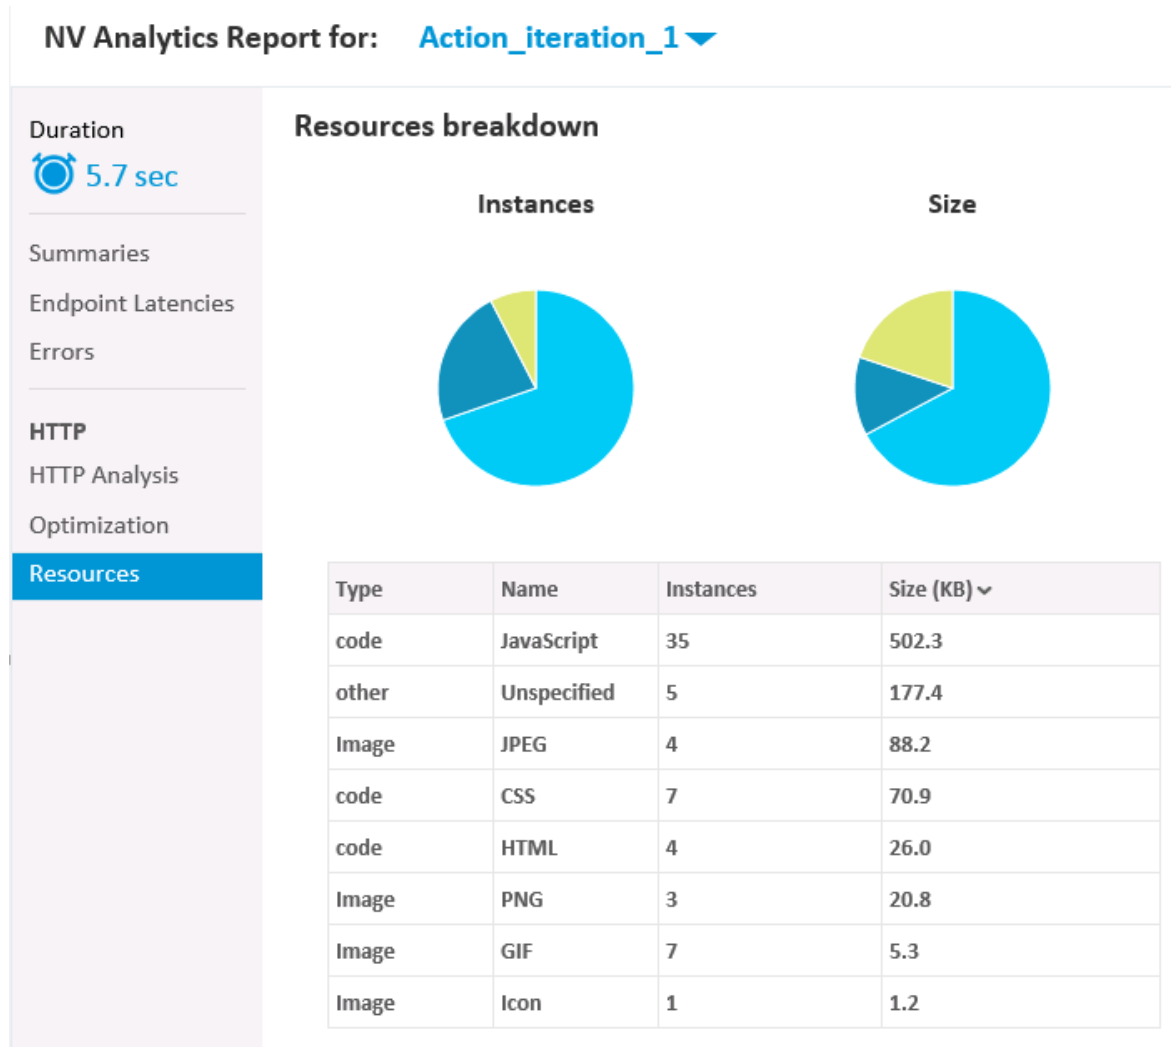 NV Analytics Report for: Action_iteration_1
Duration
5.7 sec
Summaries
Endpoint Latencies
Errors
HTTP
HTTP Analysis
Optimization
Resources
Resources breakdown
Instances Size
Type Name Instances Size (KB)
code JavaScript 35 502.3
other Unspecified 5 177.4
Image JPEG 4 88.2
code CSS 7 70.9
code HTML 4 26.0
Image PNG 3 20.8
Image GIF 7 5.3
Image Icon 1 1.2